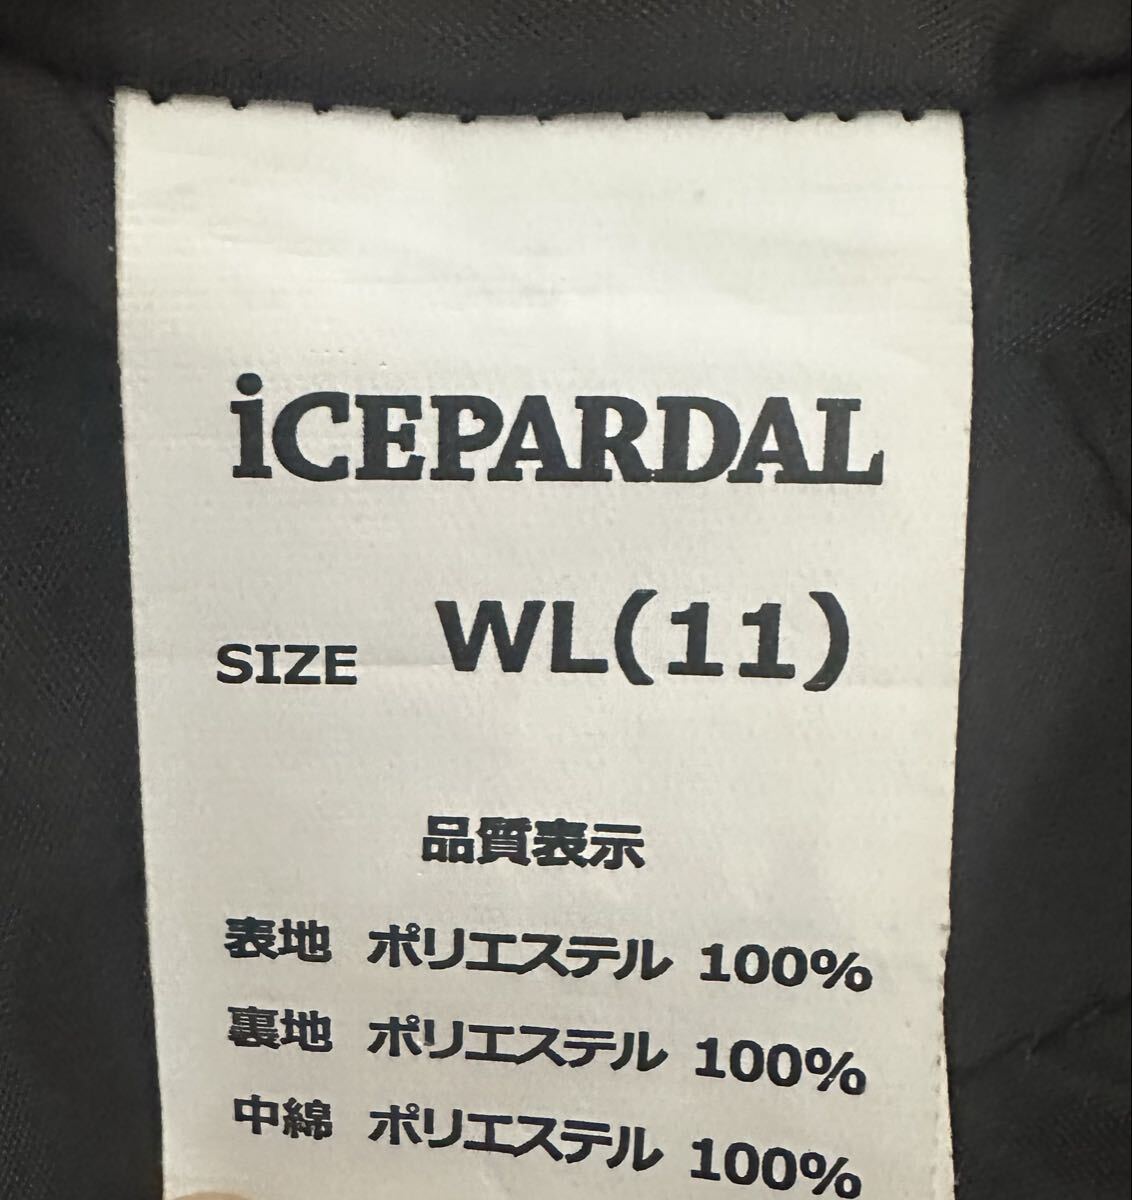 iCEPARDAL
SIZE WL(11)
品質表示
表地 ポリエステル 100%
裏地 ポリエステル 100%
中綿 ポリエステル 100%